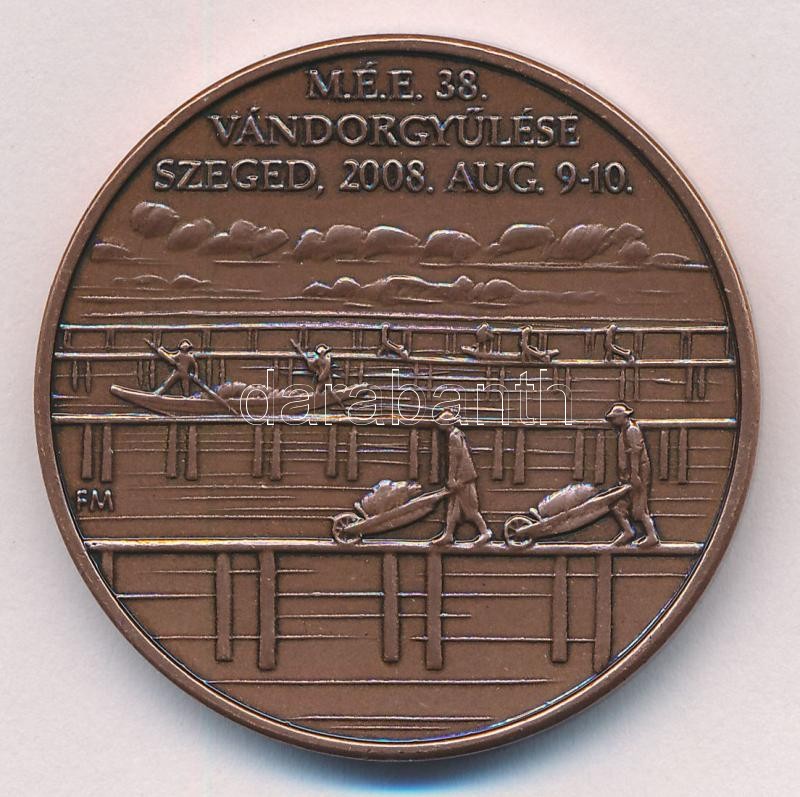 M.É.E. 38.
VÁNDORGYŰLÉSE
SZEGED, 2008. AUG. 9-10.
darabanth
FM